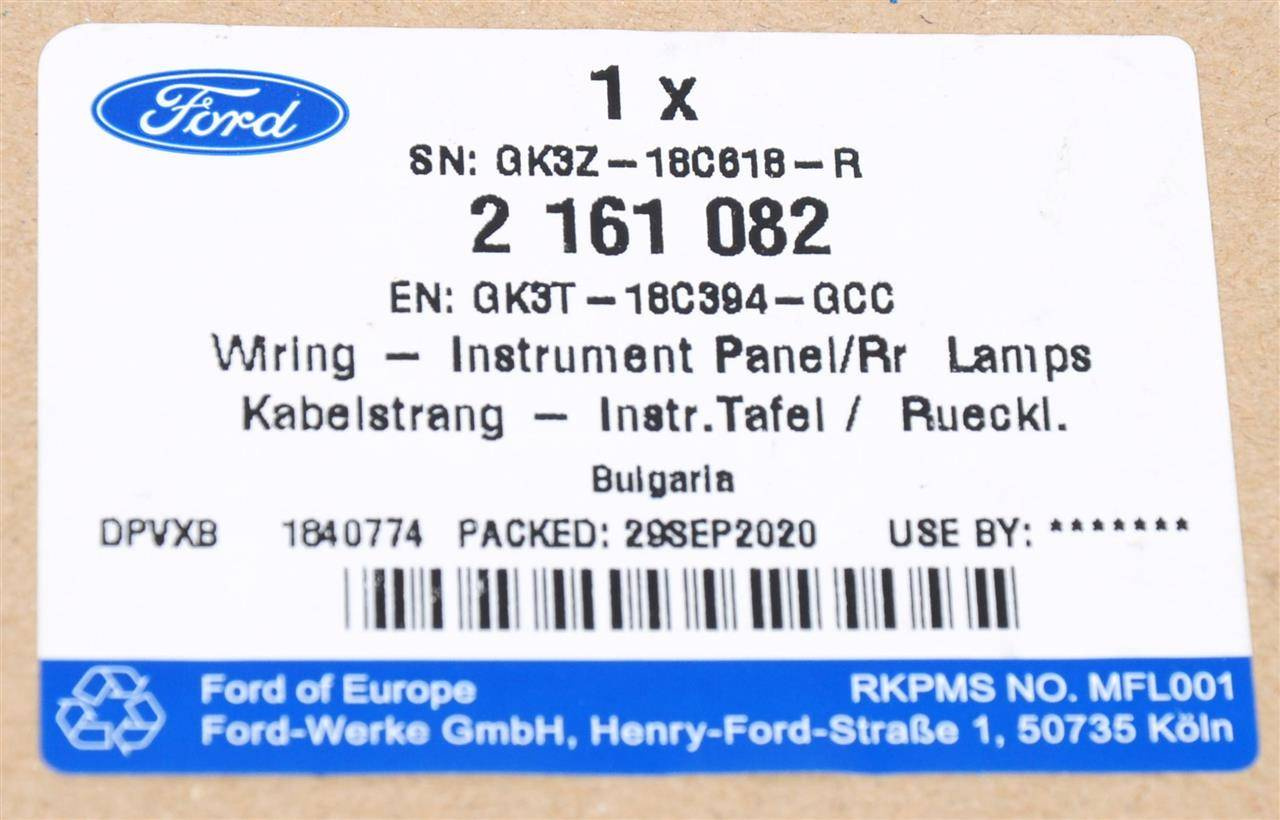 Ford
1 x
SN: GK3Z-18C618-R
2 161 082
EN: GK3T-18C394-GCC
Wiring - Instrument Panel/Rr Lamps
Kabelstrang - Instr.Tafel / Rueckl.
Bulgaria
DPVXB 1840774 PACKED: 29SEP2020 USE BY: *******
Ford of Europe RKPMS NO. MFL001
Ford-Werke GmbH, Henry-Ford-Straße 1, 50735 Köln